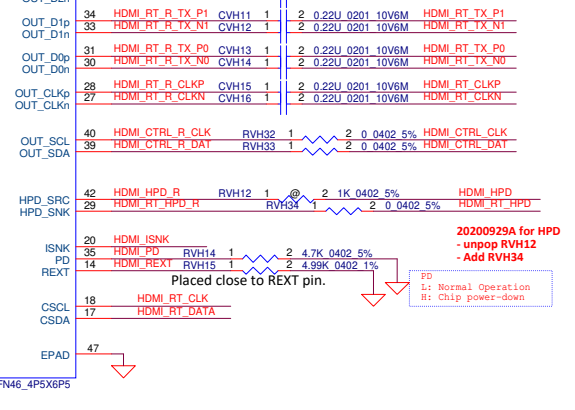 OUT_D1p 34 HDMI_RT_R_TX_P1 CVH11 1 2 0.22U_0201_10V6M HDMI_RT_TX_P1
OUT_D1n 33 HDMI_RT_R_TX_N1 CVH12 1 2 0.22U_0201_10V6M HDMI_RT_TX_N1
OUT_D0p 31 HDMI_RT_R_TX_P0 CVH13 1 2 0.22U_0201_10V6M HDMI_RT_TX_P0
OUT_D0n 30 HDMI_RT_R_TX_N0 CVH14 1 2 0.22U_0201_10V6M HDMI_RT_TX_N0
OUT_CLKp 28 HDMI_RT_R_CLKP CVH15 1 2 0.22U_0201_10V6M HDMI_RT_CLKP
OUT_CLKn 27 HDMI_RT_R_CLKN CVH16 1 2 0.22U_0201_10V6M HDMI_RT_CLKN
OUT_SCL 40 HDMI_CTRL_R_CLK RVH32 1 2 0_0402_5% HDMI_CTRL_CLK
OUT_SDA 39 HDMI_CTRL_R_DAT RVH33 1 2 0_0402_5% HDMI_CTRL_DAT
HPD_SRC 42 HDMI_HPD_R RVH12 1 @ 2 1K_0402_5% HDMI_HPD
HPD_SNK 29 HDMI_RT_HPD_R RVH34 1 2 0_0402_5% HDMI_RT_HPD
20200929A for HPD
- unpop RVH12
- Add RVH34
ISNK 20 HDMI_ISNK
PD 35 HDMI_PD RVH14 1 2 4.7K_0402_5%
REXT 14 HDMI_REXT RVH15 1 2 4.99K_0402_1%
Placed close to REXT pin.
PD
L: Normal Operation
H: Chip power-down
CSCL 18 HDMI_RT_CLK
CSDA 17 HDMI_RT_DATA
EPAD 47
FN46_4P5X6P5